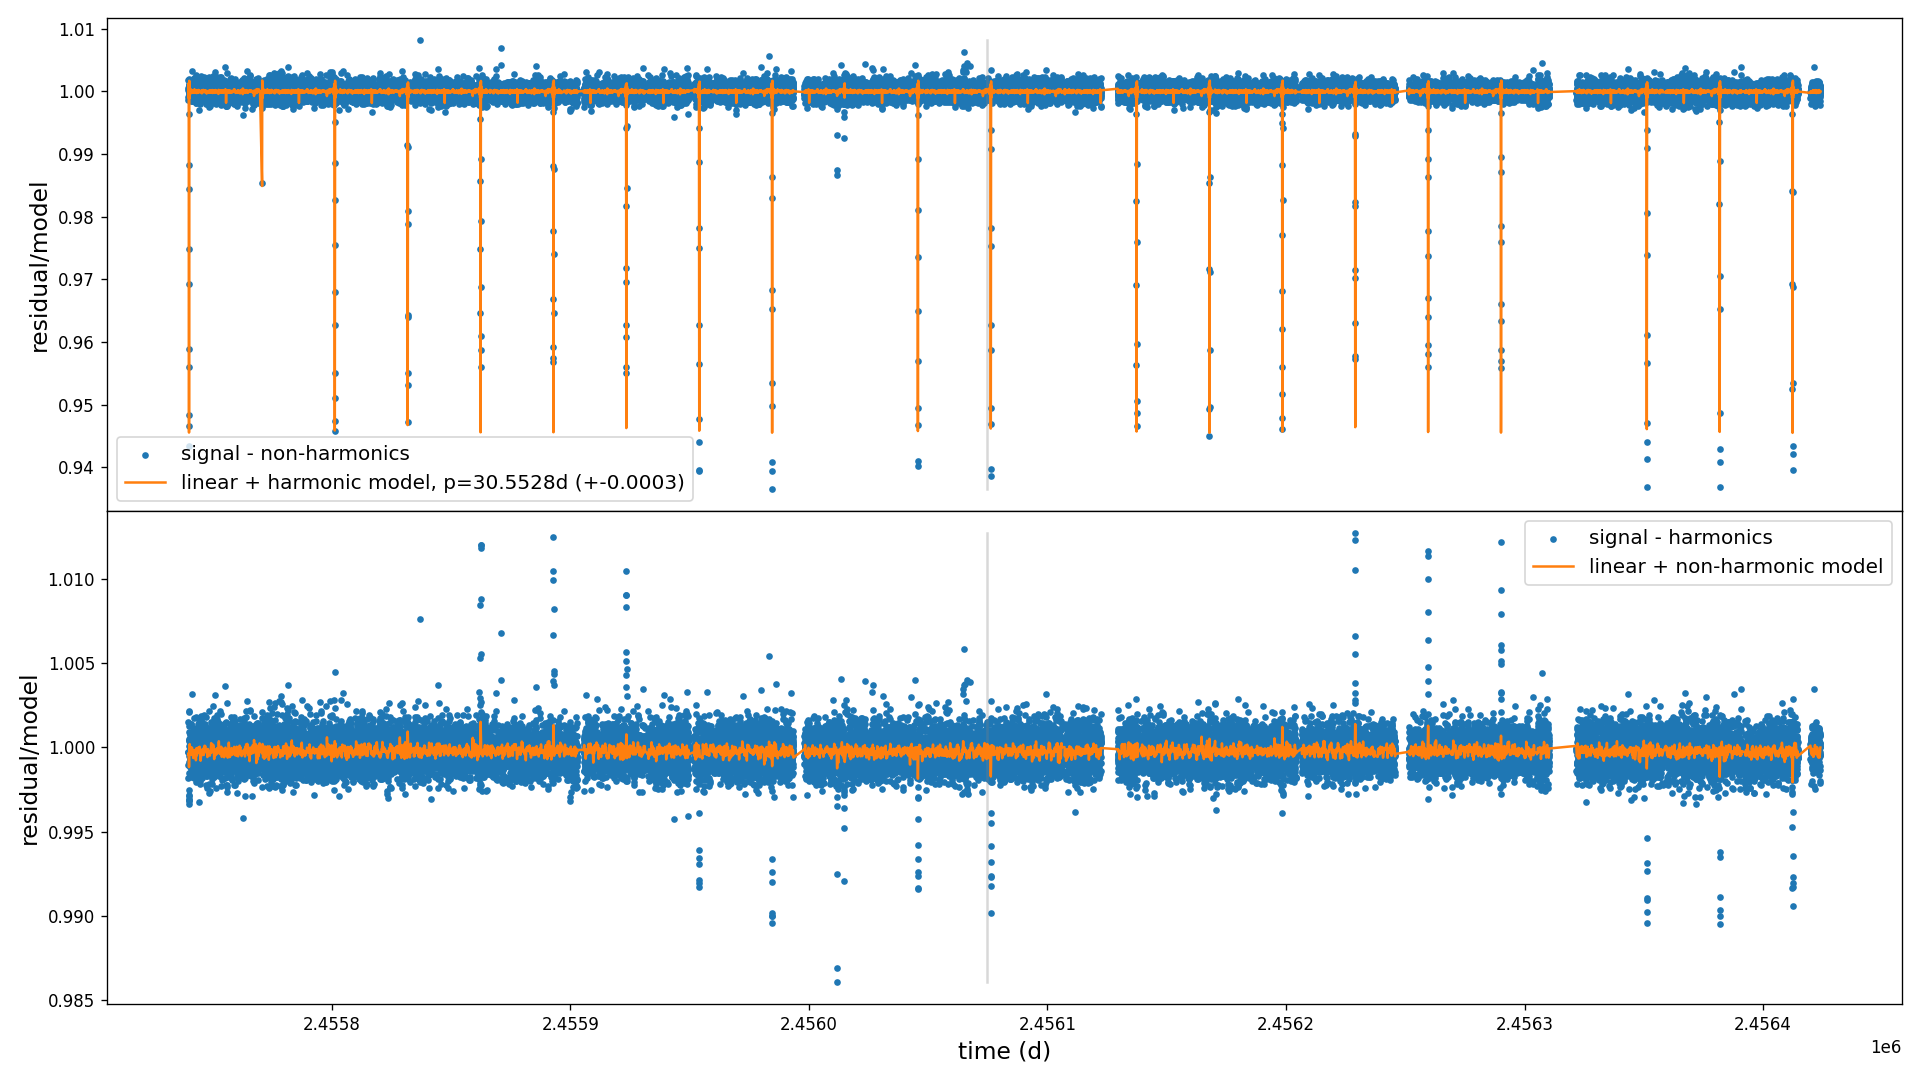 1.01
1.00
0.99
0.98
0.97
0.96
0.95
0.94
residual/model
signal - non-harmonics
linear + harmonic model, p=30.5528d (+-0.0003)
signal - harmonics
linear + non-harmonic model
1.010
1.005
1.000
0.995
0.990
0.985
residual/model
2.4558 2.4559 2.4560 2.4561 2.4562 2.4563 2.4564
time (d)
1e6